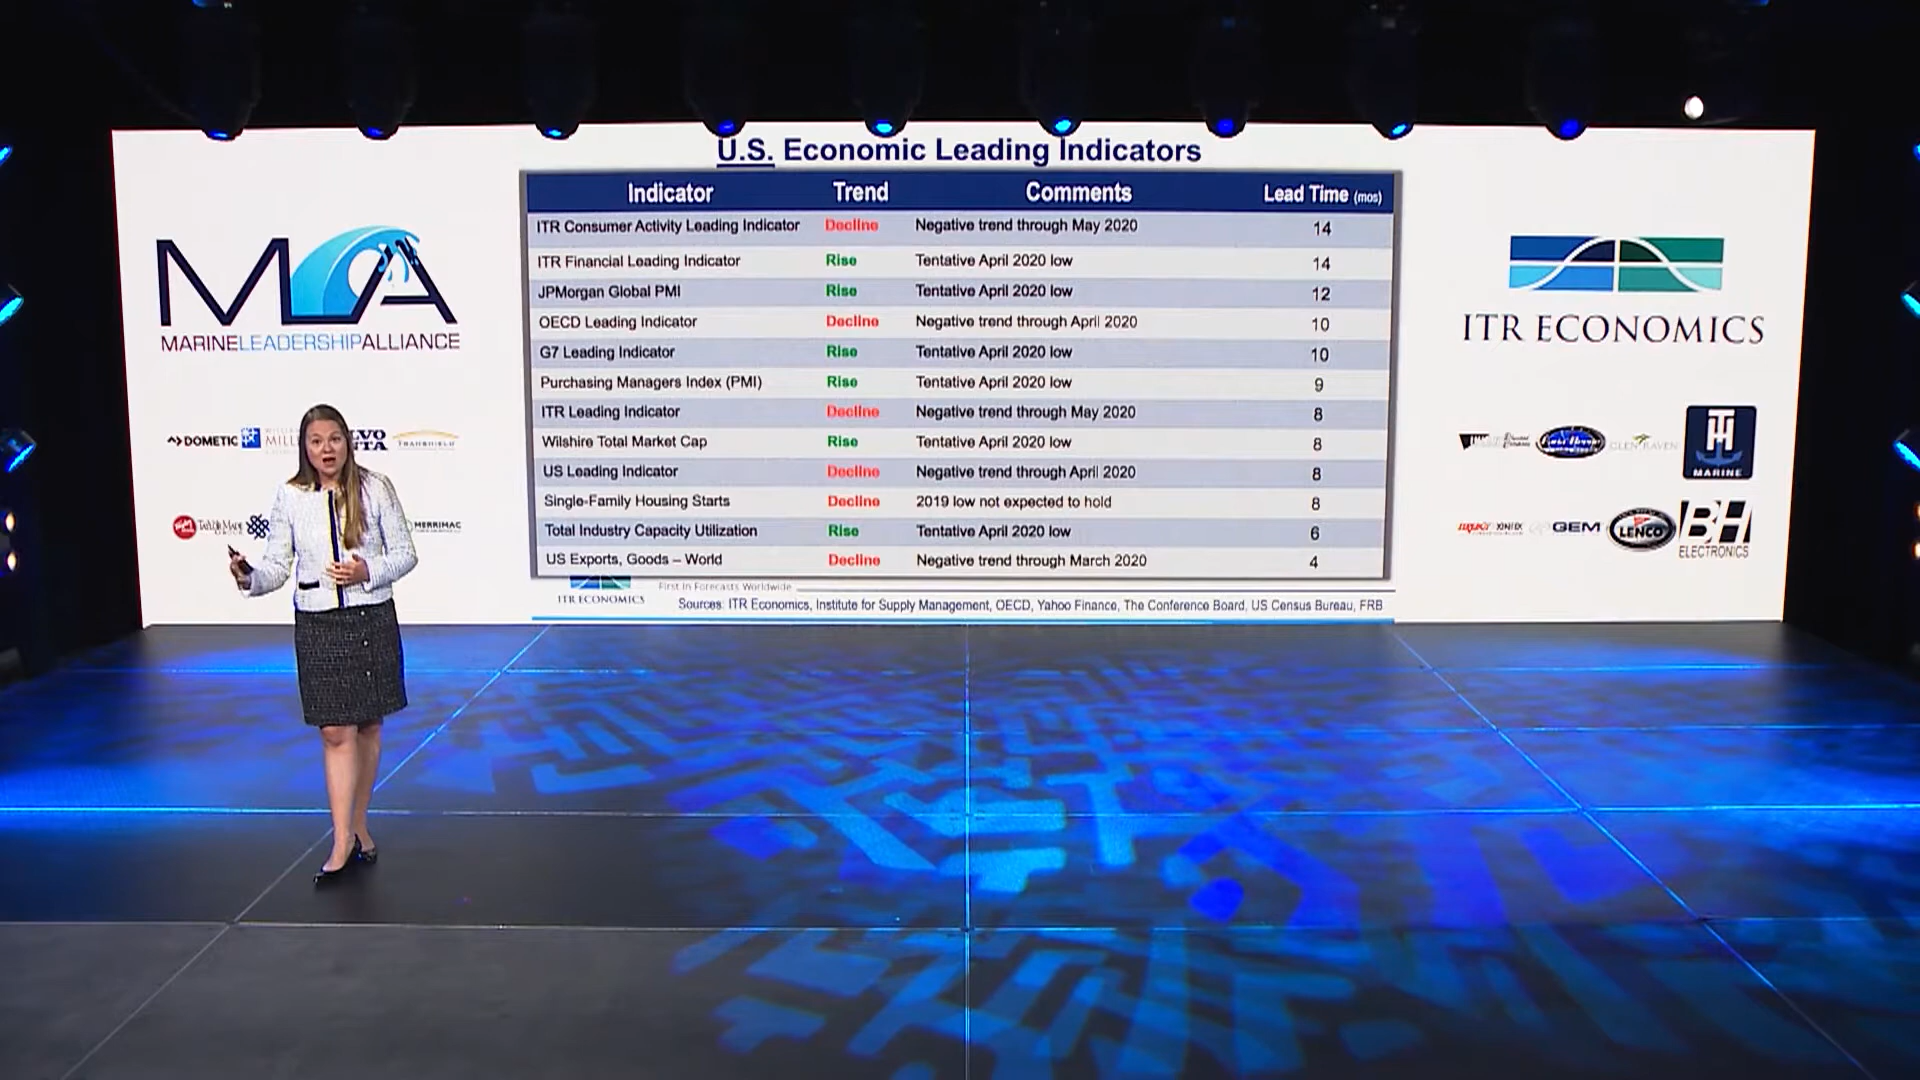 U.S. Economic Leading Indicators
Indicator Trend Comments Lead Time (mos)
ITR Consumer Activity Leading Indicator Decline Negative trend through May 2020 14
ITR Financial Leading Indicator Rise Tentative April 2020 low 14
JPMorgan Global PMI Rise Tentative April 2020 low 12
OECD Leading Indicator Decline Negative trend through April 2020 10
G7 Leading Indicator Rise Tentative April 2020 low 10
Purchasing Managers Index (PMI) Rise Tentative April 2020 low 9
ITR Leading Indicator Decline Negative trend through May 2020 8
Wilshire Total Market Cap Rise Tentative April 2020 low 8
US Leading Indicator Decline Negative trend through April 2020 8
Single-Family Housing Starts Decline 2019 low not expected to hold 8
Total Industry Capacity Utilization Rise Tentative April 2020 low 6
US Exports, Goods – World Decline Negative trend through March 2020 4
ITR ECONOMICS
First in Forecasts Worldwide
Sources: ITR Economics, Institute for Supply Management, OECD, Yahoo Finance, The Conference Board, US Census Bureau, FRB
MLA
MARINELEADERSHIPALLIANCE
DOMETIC
TRANSHIELD
MERRIMAC
ITR ECONOMICS
GLEN RAVEN
TH
MARINE
GEM
LENCO
BH
ELECTRONICS